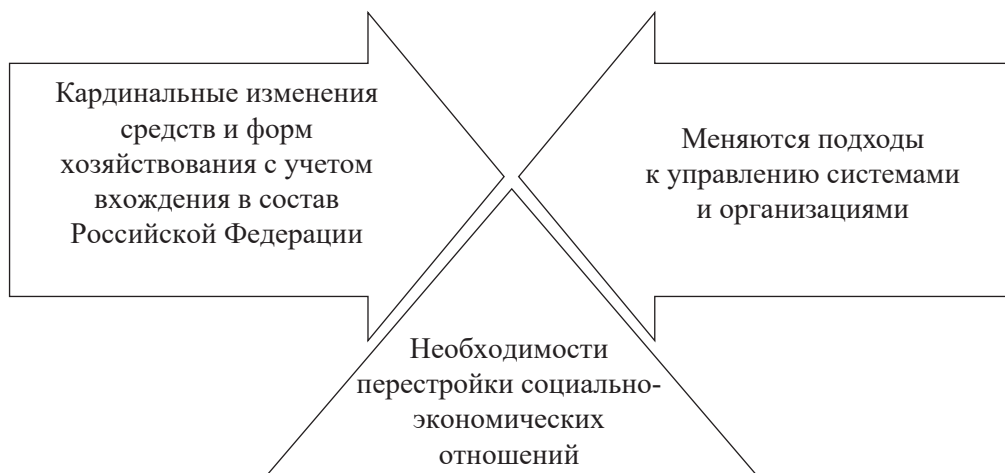 Кардинальные изменения
средств и форм
хозяйствования с учетом
вхождения в состав
Российской Федерации
Меняются подходы
к управлению системами
и организациями
Необходимости
перестройки социально-
экономических
отношений